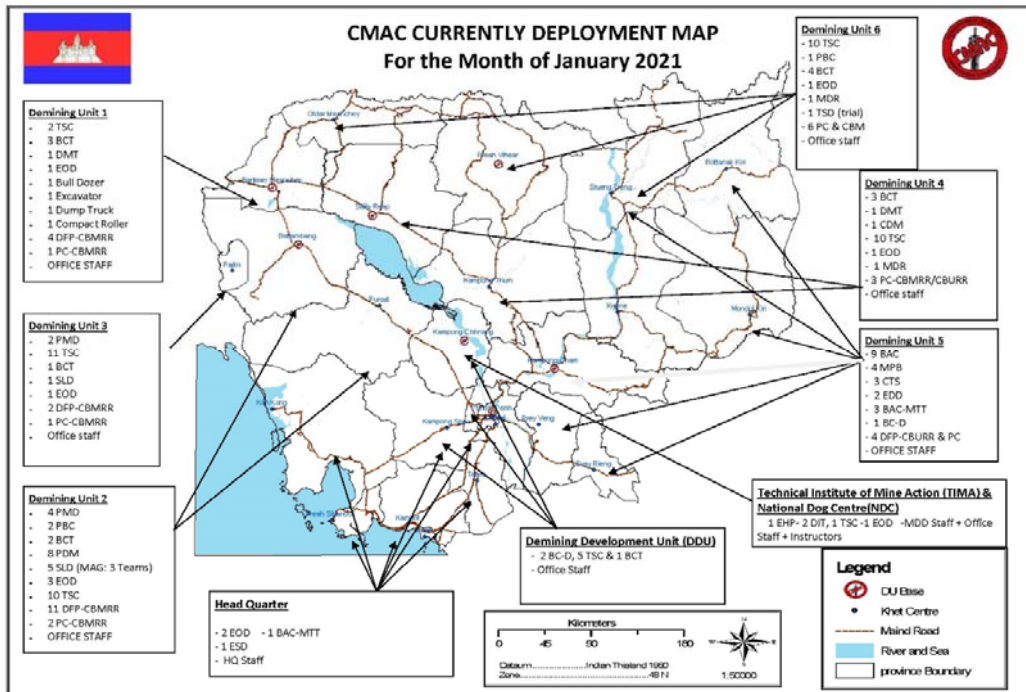 CMAC CURRENTLY DEPLOYMENT MAP
For the Month of January 2021
CMAC
Demining Unit 1
- 2 TSC
- 3 BCT
- 1 DMT
- 1 EOD
- 1 Bull Dozer
- 1 Excavator
- 1 Dump Truck
- 1 Compact Roller
- 4 DFP-CBMRR
- 1 PC-CBMRR
- OFFICE STAFF
Demining Unit 3
- 2 PMD
- 11 TSC
- 1 BCT
- 1 SLD
- 1 EOD
- 2 DFP-CBMRR
- 1 PC-CBMRR
- Office staff
Demining Unit 2
- 4 PMD
- 2 PBC
- 2 BCT
- 8 PDM
- 5 SLD (MAG: 3 Teams)
- 3 EOD
- 10 TSC
- 11 DFP-CBMRR
- 2 PC-CBMRR
- OFFICE STAFF
Demining Unit 6
- 10 TSC
- 1 PBC
- 4 BCT
- 1 EOD
- 1 MDR
- 1 TSD (trial)
- 6 PC & CBM
- Office staff
Demining Unit 4
- 3 BCT
- 1 DMT
- 1 CDM
- 10 TSC
- 1 EOD
- 1 MDR
- 3 PC-CBMRR/CBURR
- Office staff
Demining Unit 5
- 9 BAC
- 4 MPB
- 3 CTS
- 2 EDD
- 3 BAC-MTT
- 1 BC-D
- 4 DFP-CBURR & PC
- OFFICE STAFF
Siem Reap
Battambang
Pailin
Pursat
Kampong Thum
Kampong Chhnang
Stueng Treng
Kratie
Prey Veng
Svay Rieng
Technical Institute of Mine Action (TIMA) &
National Dog Centre(NDC)
1 EHP- 2 DIT, 1 TSC -1 EOD -MDD Staff + Office
Staff + Instructors
Demining Development Unit (DDU)
- 2 BC-D, 5 TSC & 1 BCT
- Office Staff
Head Quarter
- 2 EOD - 1 BAC-MTT
- 1 ESD
- HQ Staff
Kilometers
0 45 90 180
Dataum..............Indian Thialand 1960
Zone..............48 N
1:50000
Legend
DU Base
Khet Centre
Maind Road
River and Sea
province Boundary